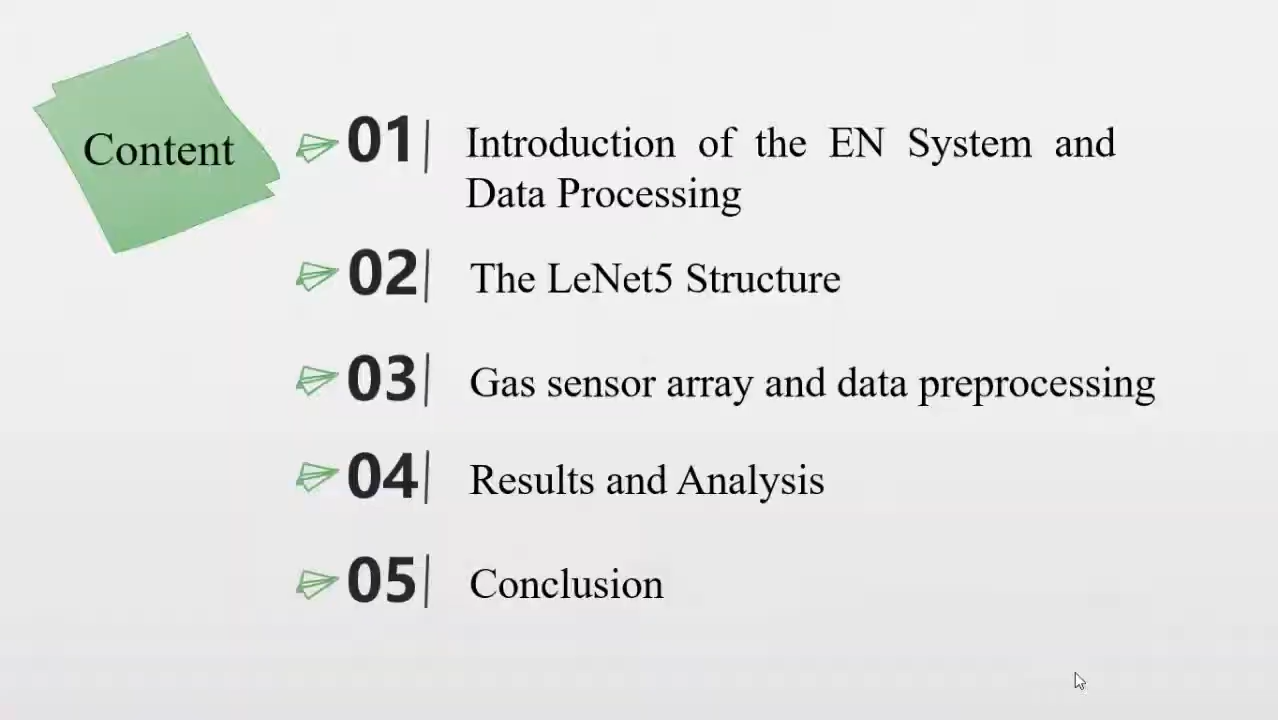 Content
01 Introduction of the EN System and
Data Processing
02 The LeNet5 Structure
03 Gas sensor array and data preprocessing
04 Results and Analysis
05 Conclusion